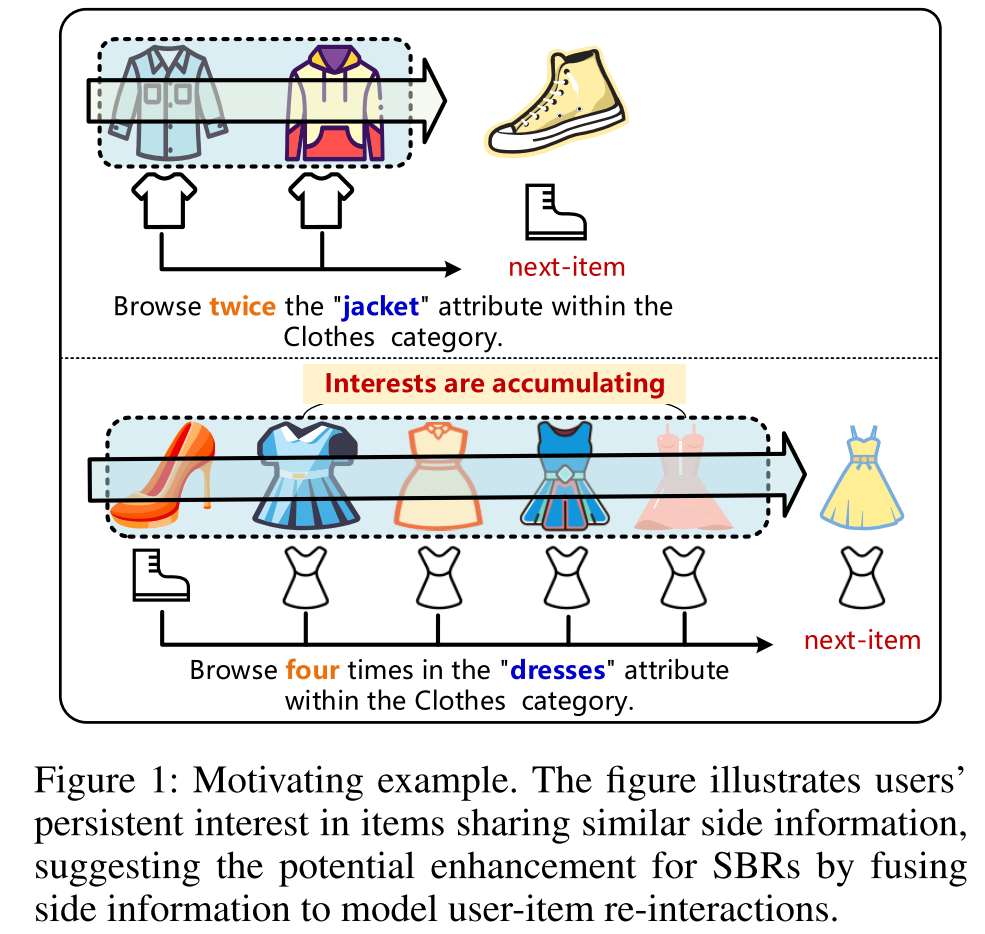 next-item
Browse twice the "jacket" attribute within the
Clothes category.
Interests are accumulating
next-item
Browse four times in the "dresses" attribute
within the Clothes category.
Figure 1: Motivating example. The figure illustrates users’
persistent interest in items sharing similar side information,
suggesting the potential enhancement for SBRs by fusing
side information to model user-item re-interactions.